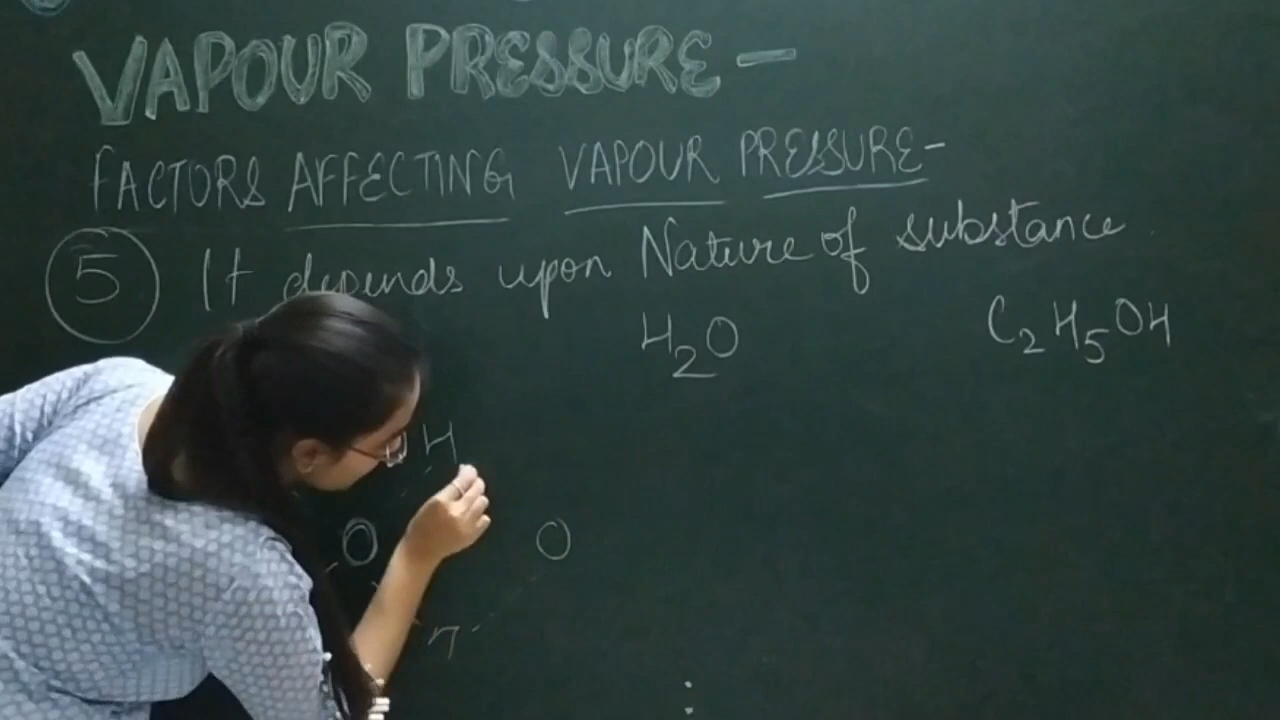 VAPOUR PRESSURE-
FACTORS AFFECTING VAPOUR PRESSURE-
5 It depends upon Nature of substance.
H2O C2H5OH
H
O O